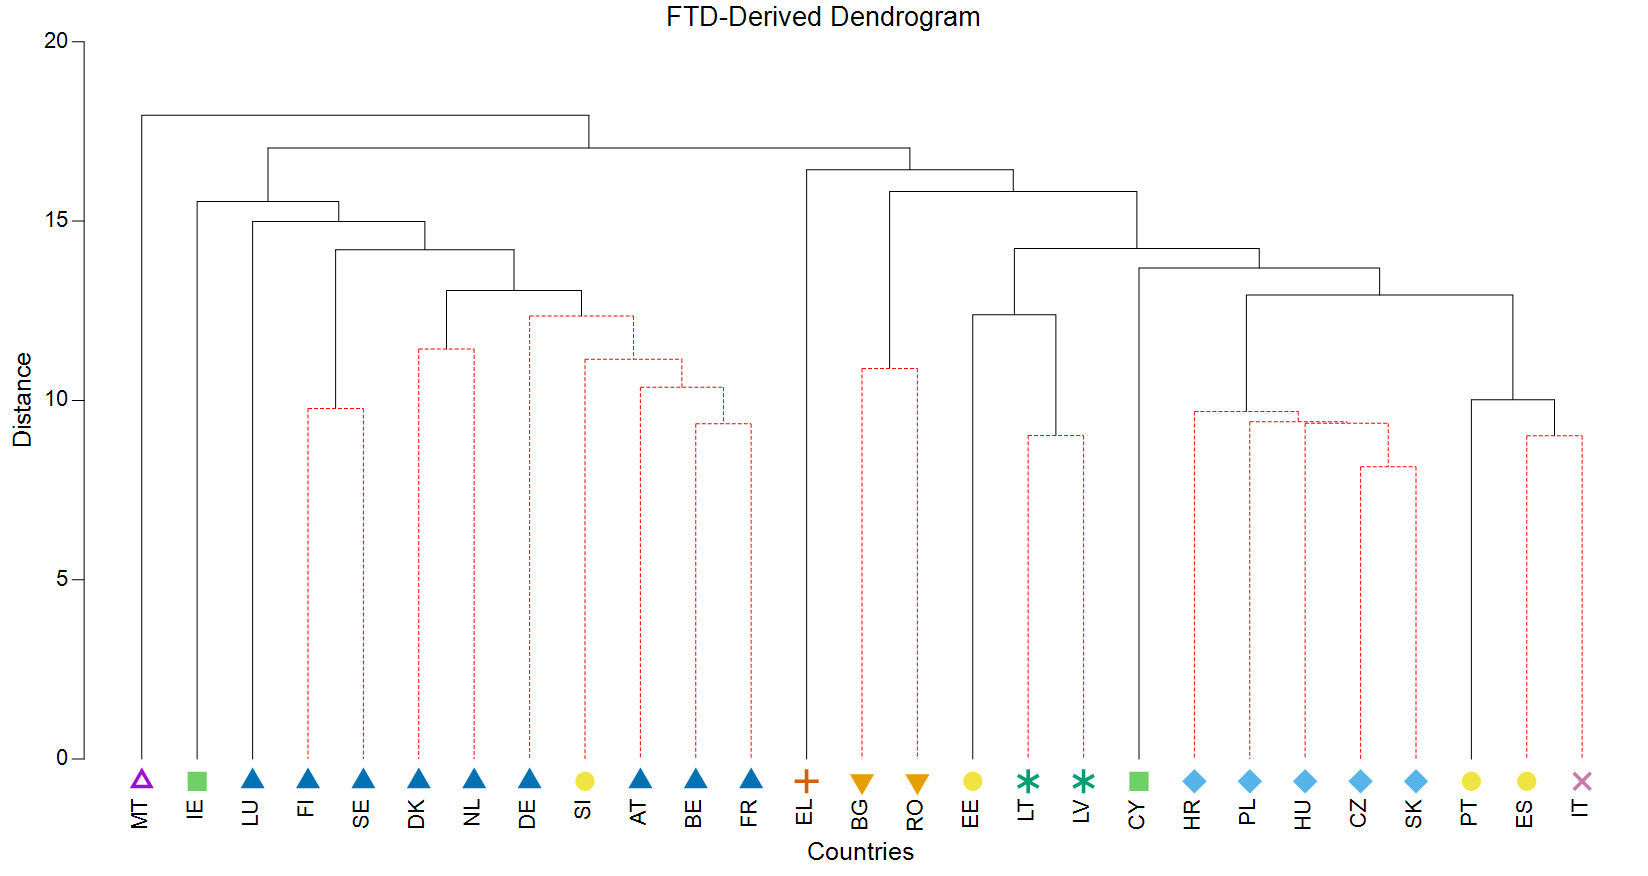 FTD-Derived Dendrogram
20
15
10
5
0
Distance
MT
IE
LU
FI
SE
DK
NL
DE
SI
AT
BE
FR
EL
BG
RO
EE
LT
LV
CY
HR
PL
HU
CZ
SK
PT
ES
IT
Countries